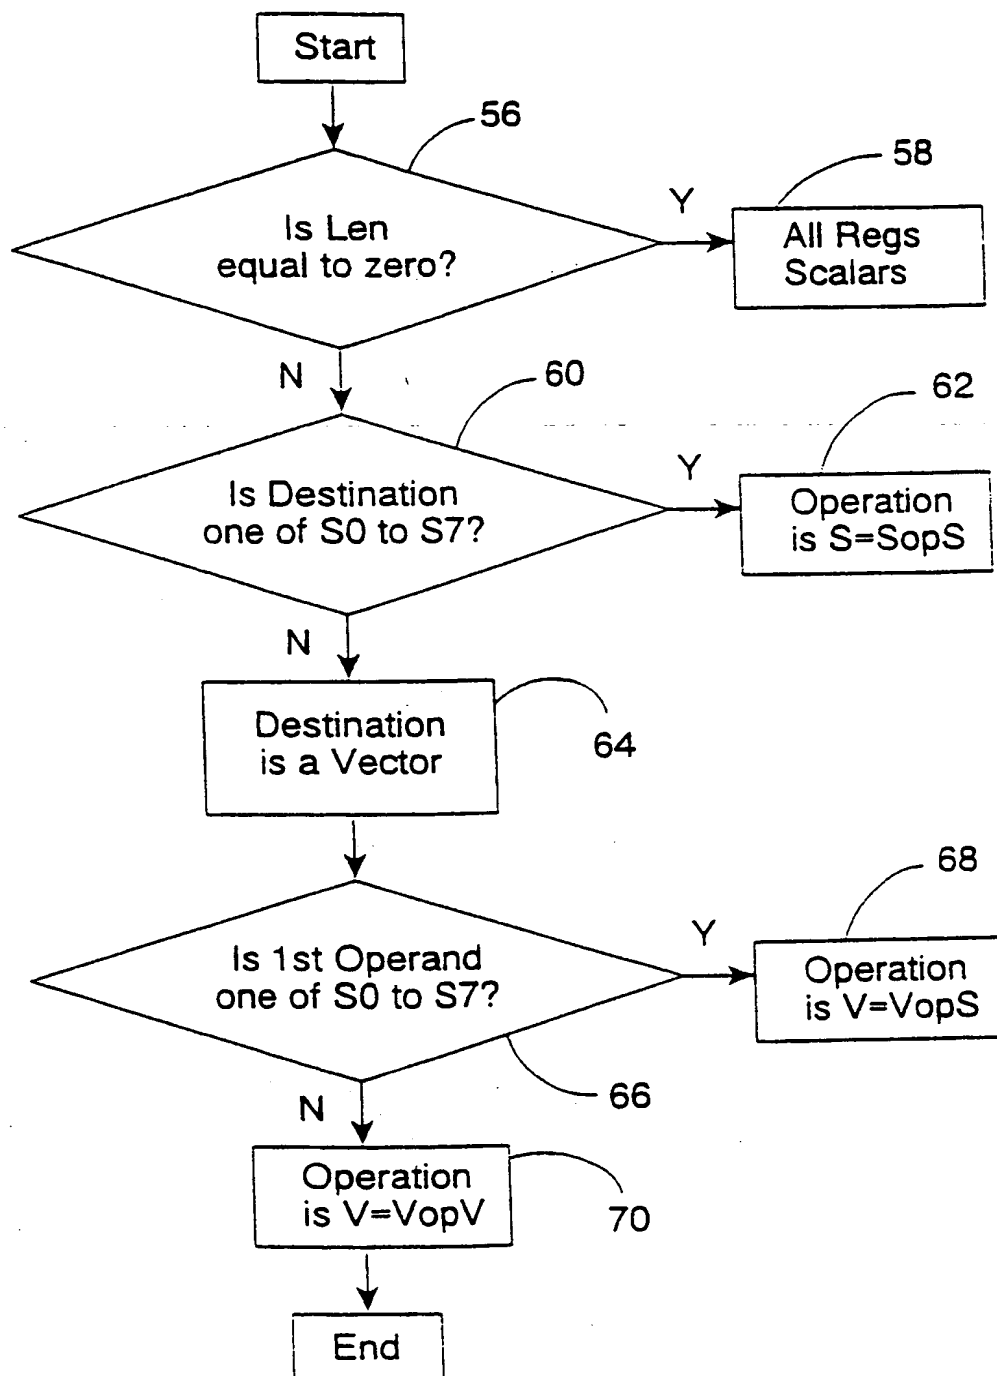 Start
56
Is Len
equal to zero?
Y
58
All Regs
Scalars
N
60
Is Destination
one of S0 to S7?
Y
62
Operation
is S=SopS
N
Destination
is a Vector
64
Is 1st Operand
one of S0 to S7?
Y
68
Operation
is V=VopS
66
N
Operation
is V=VopV
70
End